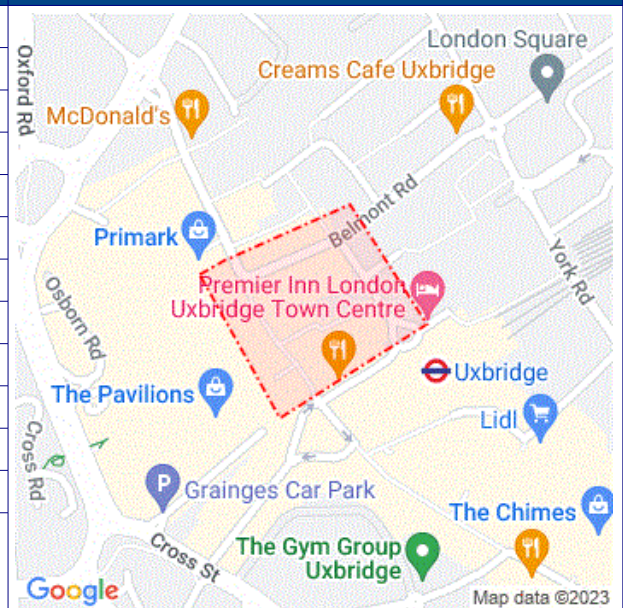 London Square
Oxford Rd
Creams Cafe Uxbridge
McDonald's
Belmont Rd
Primark
York Rd
Premier Inn London
Uxbridge Town Centre
Osborn Rd
Uxbridge
The Pavilions
Lidl
Cross Rd
P
Grainges Car Park
The Chimes
Cross St
The Gym Group
Uxbridge
Google
Map data ©2023